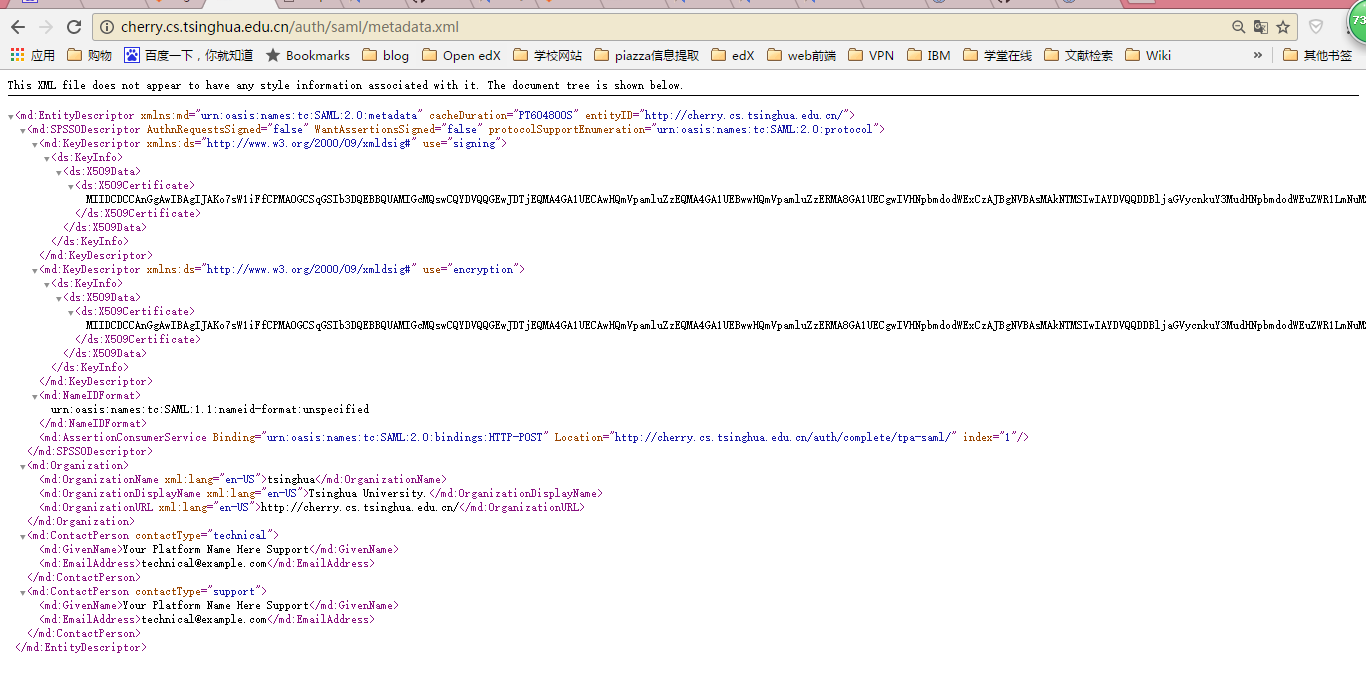 cherry.cs.tsinghua.edu.cn/auth/saml/metadata.xml
73
应用 购物 百度一下，你就知道 Bookmarks blog Open edX 学校网站 piazza信息提取 edX web前端 VPN IBM 学堂在线 文献检索 Wiki » 其他书签
This XML file does not appear to have any style information associated with it. The document tree is shown below.
<md:EntityDescriptor xmlns:md="urn:oasis:names:tc:SAML:2.0:metadata" cacheDuration="PT604800S" entityID="http://cherry.cs.tsinghua.edu.cn/">
<md:SPSSODescriptor AuthnRequestsSigned="false" WantAssertionsSigned="false" protocolSupportEnumeration="urn:oasis:names:tc:SAML:2.0:protocol">
<md:KeyDescriptor xmlns:ds="http://www.w3.org/2000/09/xmldsig#" use="signing">
<ds:KeyInfo>
<ds:X509Data>
<ds:X509Certificate>
</ds:X509Certificate>
</ds:X509Data>
</ds:KeyInfo>
</md:KeyDescriptor>
<md:KeyDescriptor xmlns:ds="http://www.w3.org/2000/09/xmldsig#" use="encryption">
<ds:KeyInfo>
<ds:X509Data>
<ds:X509Certificate>
</ds:X509Certificate>
</ds:X509Data>
</ds:KeyInfo>
</md:KeyDescriptor>
<md:NameIDFormat>
urn:oasis:names:tc:SAML:1.1:nameid-format:unspecified
</md:NameIDFormat>
<md:AssertionConsumerService Binding="urn:oasis:names:tc:SAML:2.0:bindings:HTTP-POST" Location="http://cherry.cs.tsinghua.edu.cn/auth/complete/tpa-saml/" index="1"/>
</md:SPSSODescriptor>
<md:Organization>
<md:OrganizationName xml:lang="en-US">tsinghua</md:OrganizationName>
<md:OrganizationDisplayName xml:lang="en-US">Tsinghua University.</md:OrganizationDisplayName>
<md:OrganizationURL xml:lang="en-US">http://cherry.cs.tsinghua.edu.cn/</md:OrganizationURL>
</md:Organization>
<md:ContactPerson contactType="technical">
<md:GivenName>Your Platform Name Here Support</md:GivenName>
<md:EmailAddress>technical@example.com</md:EmailAddress>
</md:ContactPerson>
<md:ContactPerson contactType="support">
<md:GivenName>Your Platform Name Here Support</md:GivenName>
<md:EmailAddress>technical@example.com</md:EmailAddress>
</md:ContactPerson>
</md:EntityDescriptor>